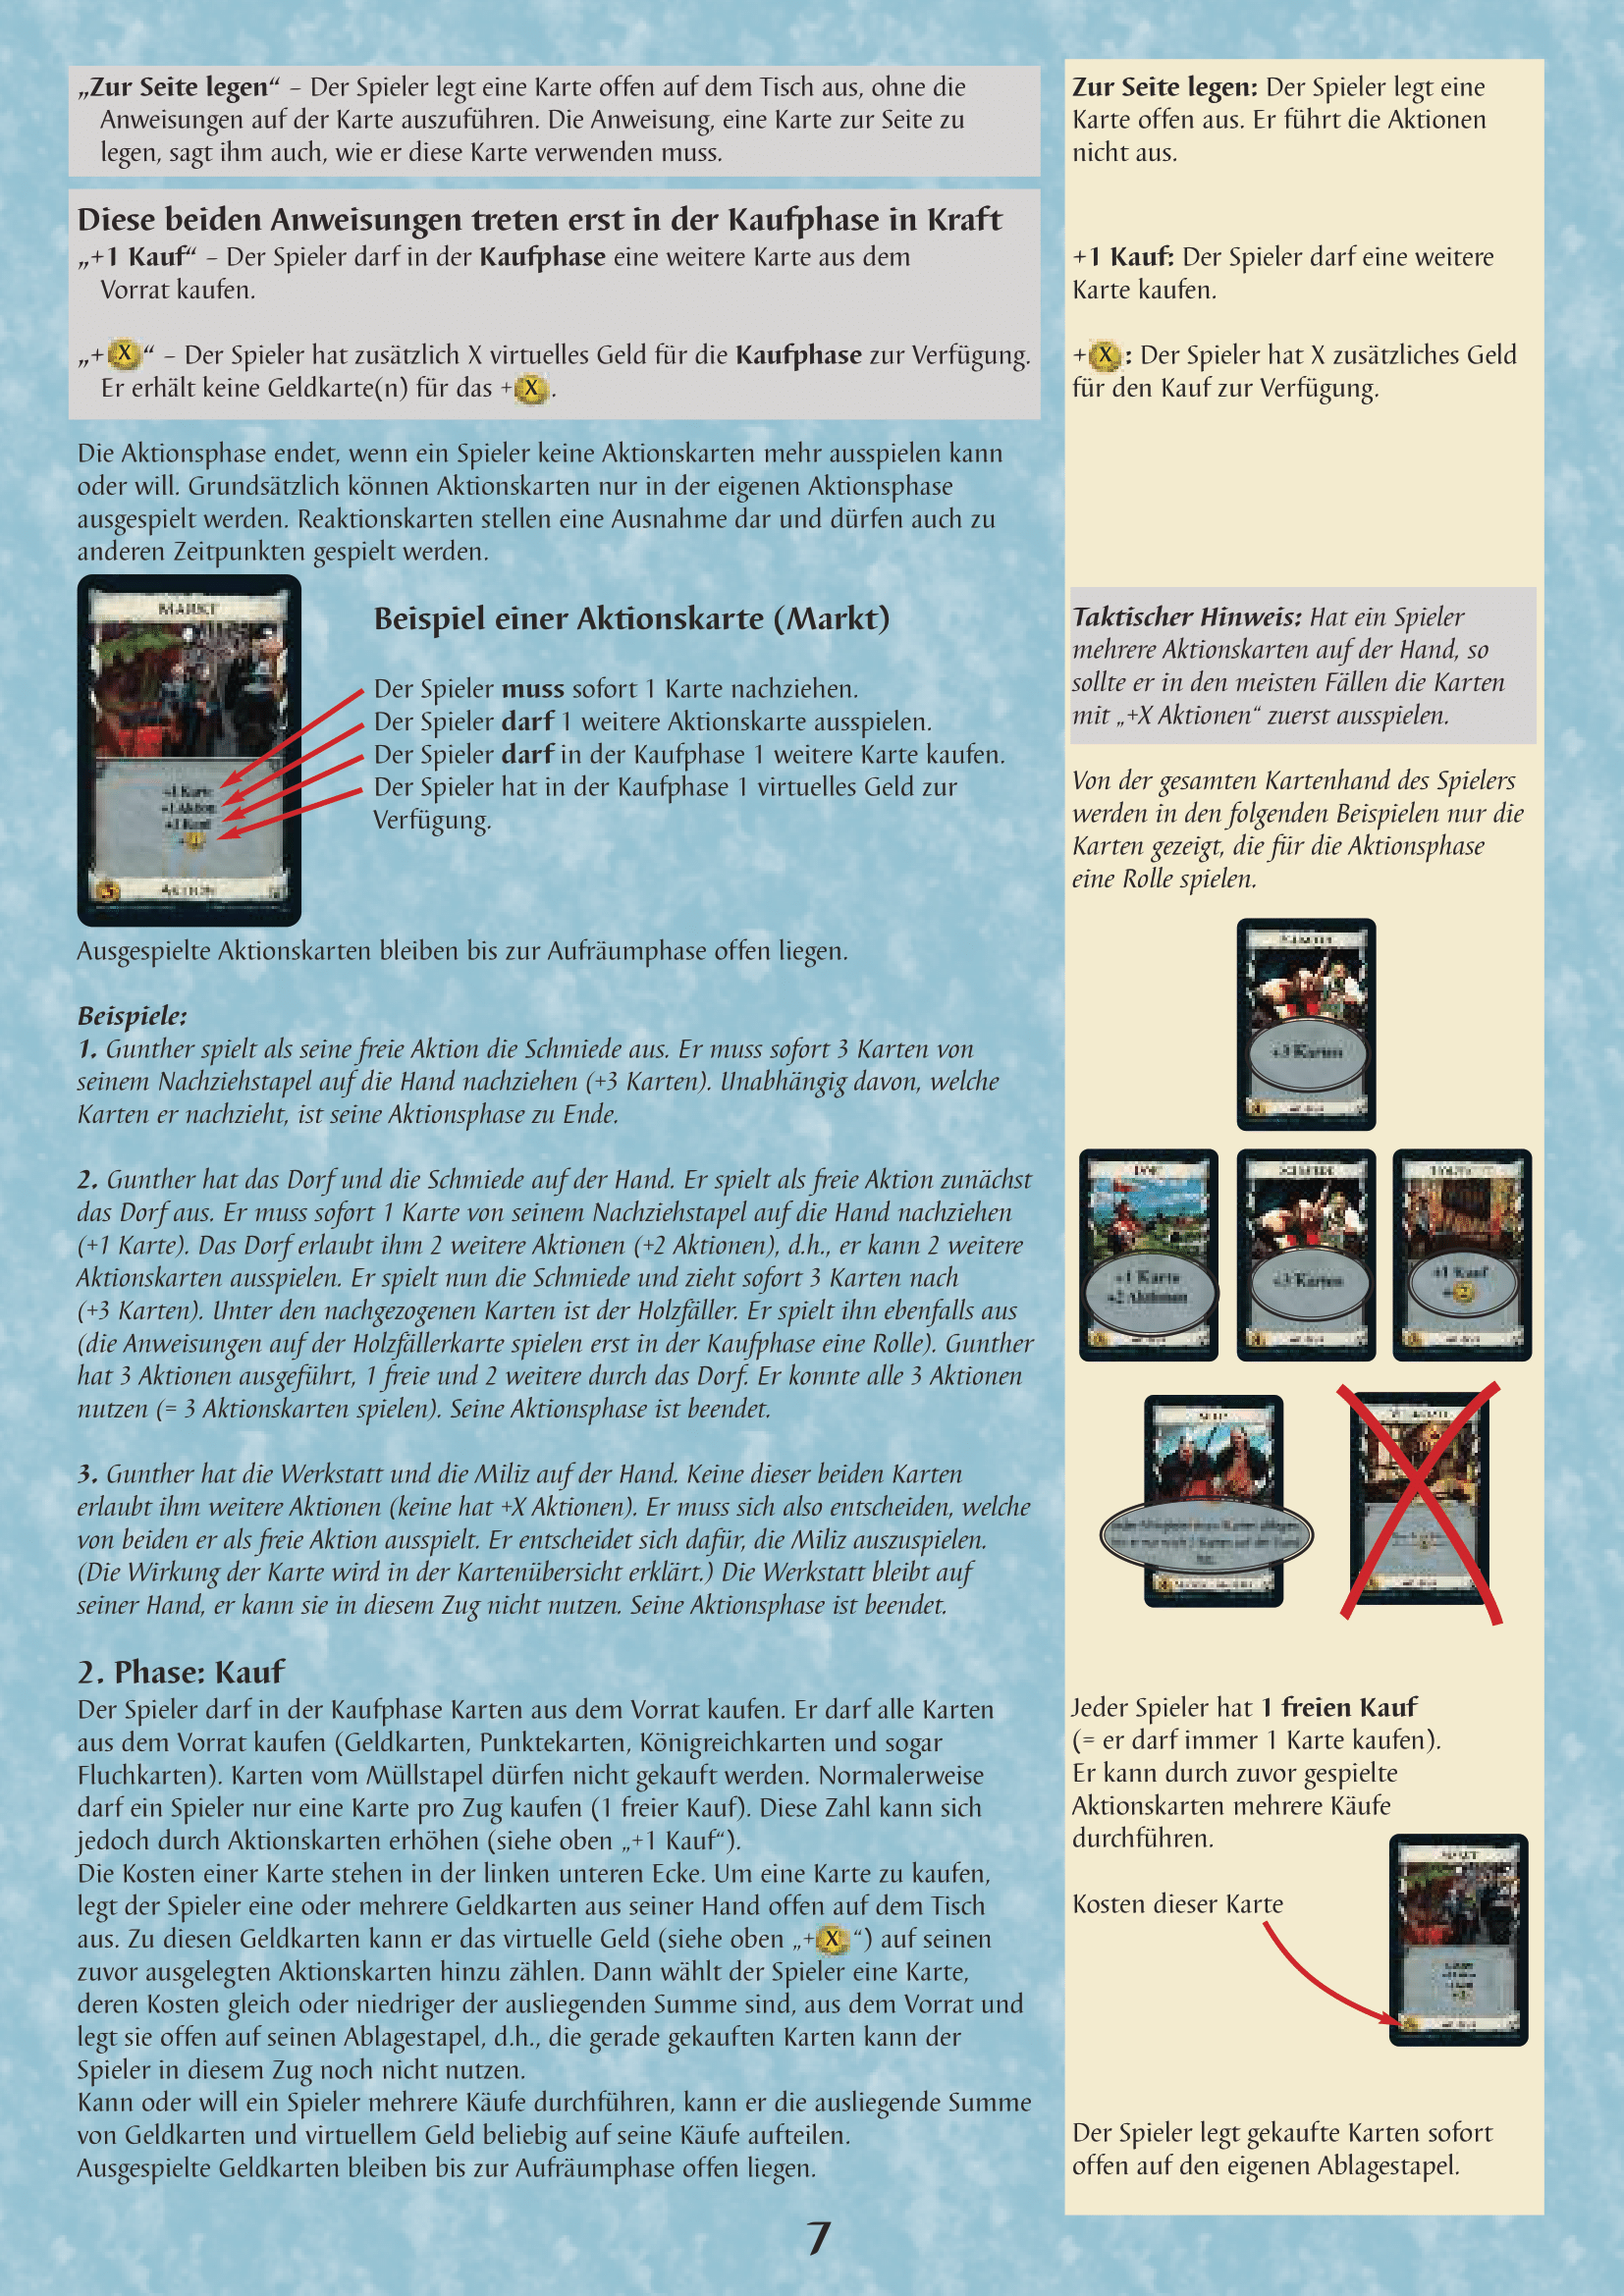 „Zur Seite legen“ – Der Spieler legt eine Karte offen auf dem Tisch aus, ohne die
Anweisungen auf der Karte auszuführen. Die Anweisung, eine Karte zur Seite zu
legen, sagt ihm auch, wie er diese Karte verwenden muss.
Diese beiden Anweisungen treten erst in der Kaufphase in Kraft
„+1 Kauf“ – Der Spieler darf in der Kaufphase eine weitere Karte aus dem
Vorrat kaufen.
„+X“ – Der Spieler hat zusätzlich X virtuelles Geld für die Kaufphase zur Verfügung.
Er erhält keine Geldkarte(n) für das +X.
Die Aktionsphase endet, wenn ein Spieler keine Aktionskarten mehr ausspielen kann
oder will. Grundsätzlich können Aktionskarten nur in der eigenen Aktionsphase
ausgespielt werden. Reaktionskarten stellen eine Ausnahme dar und dürfen auch zu
anderen Zeitpunkten gespielt werden.
MARKT
+1 Karte
+1 Aktion
+1 Kauf
+1
5 AKTION
Beispiel einer Aktionskarte (Markt)
Der Spieler muss sofort 1 Karte nachziehen.
Der Spieler darf 1 weitere Aktionskarte ausspielen.
Der Spieler darf in der Kaufphase 1 weitere Karte kaufen.
Der Spieler hat in der Kaufphase 1 virtuelles Geld zur
Verfügung.
Ausgespielte Aktionskarten bleiben bis zur Aufräumphase offen liegen.
Beispiele:
1. Gunther spielt als seine freie Aktion die Schmiede aus. Er muss sofort 3 Karten von
seinem Nachziehstapel auf die Hand nachziehen (+3 Karten). Unabhängig davon, welche
Karten er nachzieht, ist seine Aktionsphase zu Ende.
2. Gunther hat das Dorf und die Schmiede auf der Hand. Er spielt als freie Aktion zunächst
das Dorf aus. Er muss sofort 1 Karte von seinem Nachziehstapel auf die Hand nachziehen
(+1 Karte). Das Dorf erlaubt ihm 2 weitere Aktionen (+2 Aktionen), d.h., er kann 2 weitere
Aktionskarten ausspielen. Er spielt nun die Schmiede und zieht sofort 3 Karten nach
(+3 Karten). Unter den nachgezogenen Karten ist der Holzfäller. Er spielt ihn ebenfalls aus
(die Anweisungen auf der Holzfällerkarte spielen erst in der Kaufphase eine Rolle). Gunther
hat 3 Aktionen ausgeführt, 1 freie und 2 weitere durch das Dorf. Er konnte alle 3 Aktionen
nutzen (= 3 Aktionskarten spielen). Seine Aktionsphase ist beendet.
3. Gunther hat die Werkstatt und die Miliz auf der Hand. Keine dieser beiden Karten
erlaubt ihm weitere Aktionen (keine hat +X Aktionen). Er muss sich also entscheiden, welche
von beiden er als freie Aktion ausspielt. Er entscheidet sich dafür, die Miliz auszuspielen.
(Die Wirkung der Karte wird in der Kartenübersicht erklärt.) Die Werkstatt bleibt auf
seiner Hand, er kann sie in diesem Zug nicht nutzen. Seine Aktionsphase ist beendet.
2. Phase: Kauf
Der Spieler darf in der Kaufphase Karten aus dem Vorrat kaufen. Er darf alle Karten
aus dem Vorrat kaufen (Geldkarten, Punktekarten, Königreichkarten und sogar
Fluchkarten). Karten vom Müllstapel dürfen nicht gekauft werden. Normalerweise
darf ein Spieler nur eine Karte pro Zug kaufen (1 freier Kauf). Diese Zahl kann sich
jedoch durch Aktionskarten erhöhen (siehe oben „+1 Kauf“).
Die Kosten einer Karte stehen in der linken unteren Ecke. Um eine Karte zu kaufen,
legt der Spieler eine oder mehrere Geldkarten aus seiner Hand offen auf dem Tisch
aus. Zu diesen Geldkarten kann er das virtuelle Geld (siehe oben „+X“) auf seinen
zuvor ausgelegten Aktionskarten hinzu zählen. Dann wählt der Spieler eine Karte,
deren Kosten gleich oder niedriger der ausliegenden Summe sind, aus dem Vorrat und
legt sie offen auf seinen Ablagestapel, d.h., die gerade gekauften Karten kann der
Spieler in diesem Zug noch nicht nutzen.
Kann oder will ein Spieler mehrere Käufe durchführen, kann er die ausliegende Summe
von Geldkarten und virtuellem Geld beliebig auf seine Käufe aufteilen.
Ausgespielte Geldkarten bleiben bis zur Aufräumphase offen liegen.
Zur Seite legen: Der Spieler legt eine
Karte offen aus. Er führt die Aktionen
nicht aus.
+1 Kauf: Der Spieler darf eine weitere
Karte kaufen.
+X: Der Spieler hat X zusätzliches Geld
für den Kauf zur Verfügung.
Taktischer Hinweis: Hat ein Spieler
mehrere Aktionskarten auf der Hand, so
sollte er in den meisten Fällen die Karten
mit „+X Aktionen“ zuerst ausspielen.
Von der gesamten Kartenhand des Spielers
werden in den folgenden Beispielen nur die
Karten gezeigt, die für die Aktionsphase
eine Rolle spielen.
+3 Karten
+1 Karte
+2 Aktionen
+3 Karten
+1 Kauf
+2
Jeder Spieler hat 1 freien Kauf
(= er darf immer 1 Karte kaufen).
Er kann durch zuvor gespielte
Aktionskarten mehrere Käufe
durchführen.
Kosten dieser Karte
Der Spieler legt gekaufte Karten sofort
offen auf den eigenen Ablagestapel.
7